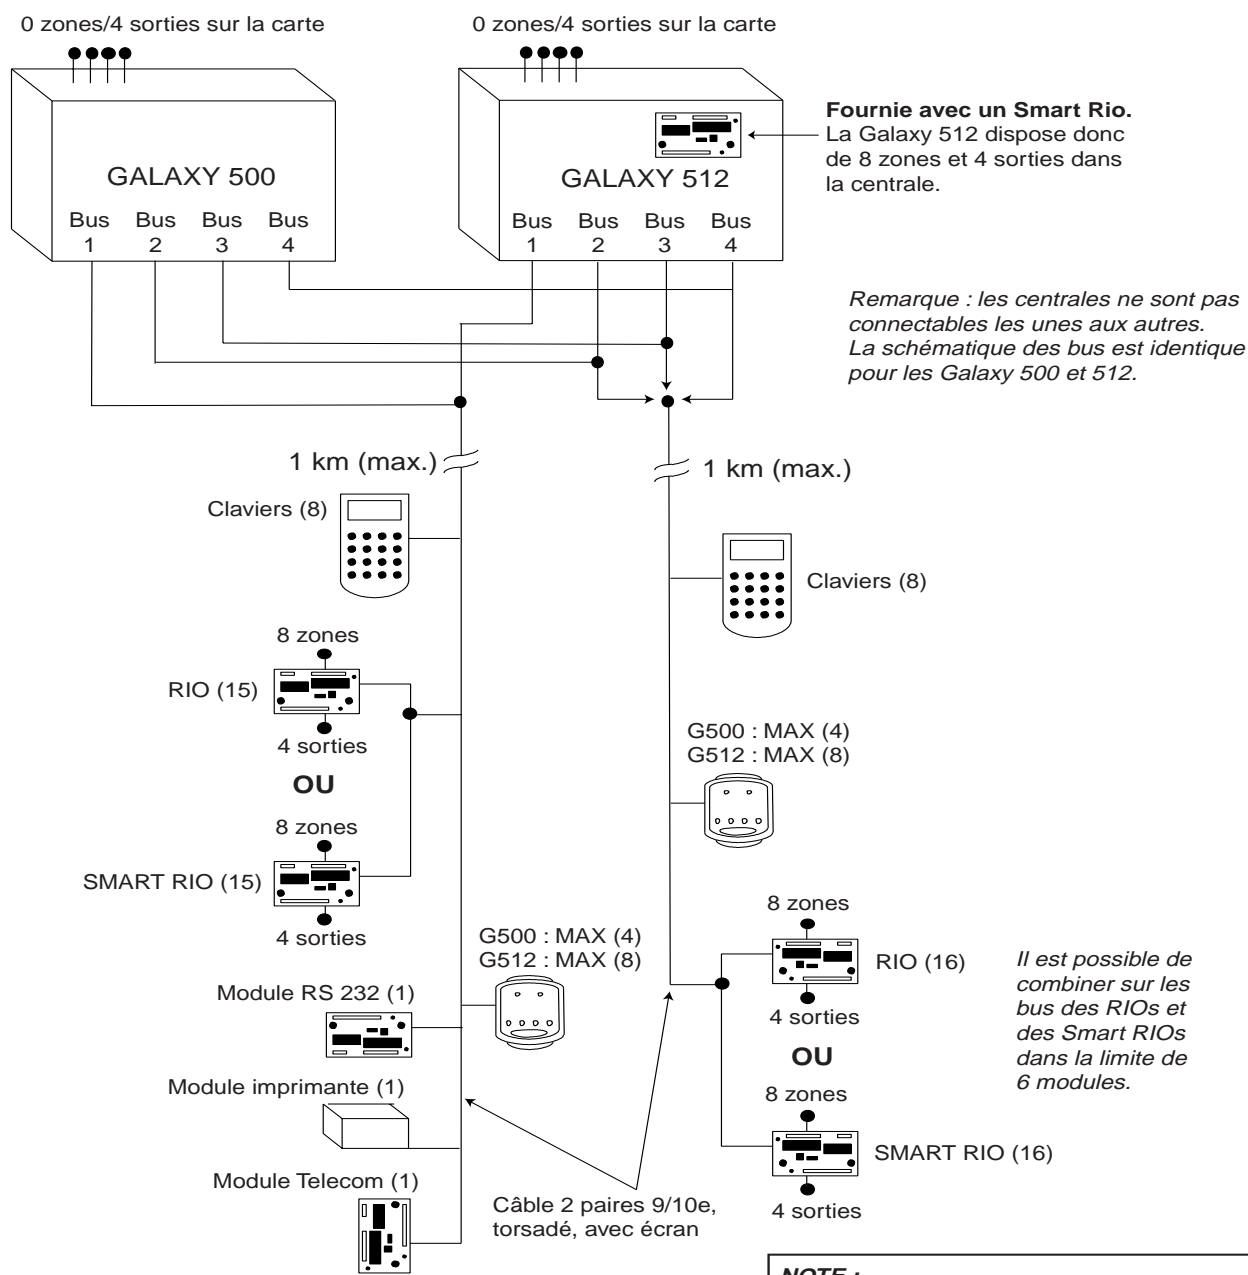 0 zones/4 sorties sur la carte
0 zones/4 sorties sur la carte
GALAXY 500
Bus Bus Bus Bus
1 2 3 4
GALAXY 512
Bus Bus Bus Bus
1 2 3 4
Fournie avec un Smart Rio.
La Galaxy 512 dispose donc
de 8 zones et 4 sorties dans
la centrale.
Remarque : les centrales ne sont pas
connectables les unes aux autres.
La schématique des bus est identique
pour les Galaxy 500 et 512.
1 km (max.)
1 km (max.)
Claviers (8)
Claviers (8)
8 zones
RIO (15)
4 sorties
OU
8 zones
SMART RIO (15)
4 sorties
G500 : MAX (4)
G512 : MAX (8)
G500 : MAX (4)
G512 : MAX (8)
Module RS 232 (1)
Module imprimante (1)
Module Telecom (1)
8 zones
RIO (16)
4 sorties
OU
8 zones
SMART RIO (16)
4 sorties
Il est possible de
combiner sur les
bus des RIOs et
des Smart RIOs
dans la limite de
6 modules.
Câble 2 paires 9/10e,
torsadé, avec écran
NOTE :